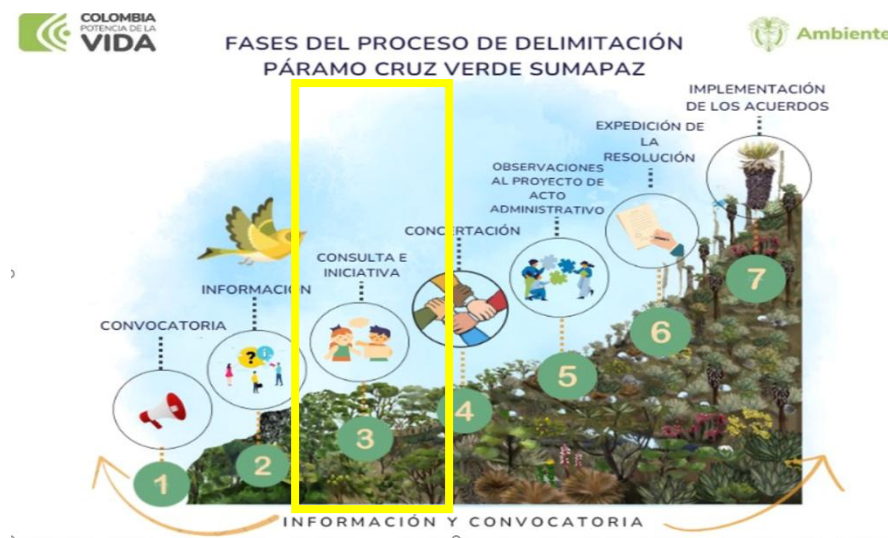 COLOMBIA
POTENCIA DE LA
VIDA
Ambiente
FASES DEL PROCESO DE DELIMITACIÓN
PÁRAMO CRUZ VERDE SUMAPAZ
CONVOCATORIA
1
INFORMACIÓN
?
i
2
CONSULTA E
INICIATIVA
3
CONCERTACIÓN
4
OBSERVACIONES
AL PROYECTO DE
ACTO
ADMINISTRATIVO
5
EXPEDICIÓN DE
LA
RESOLUCIÓN
6
IMPLEMENTACIÓN
DE LOS ACUERDOS
7
INFORMACIÓN Y CONVOCATORIA